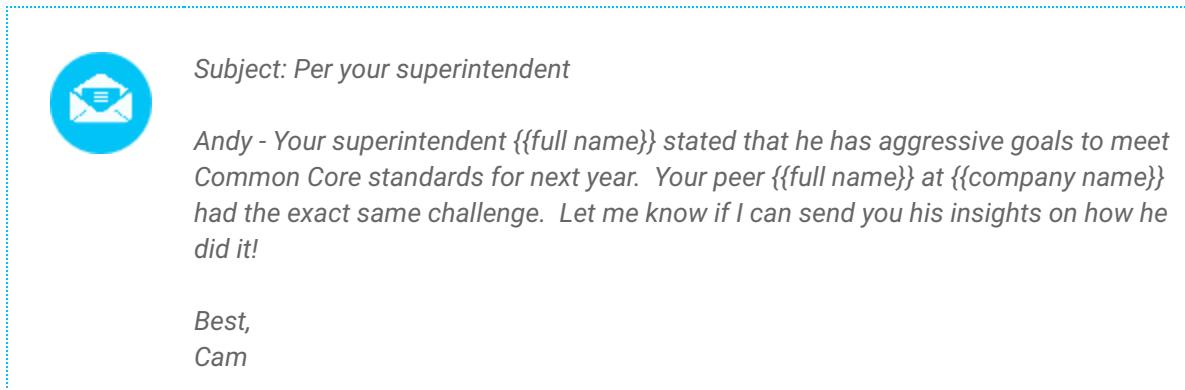 Subject: Per your superintendent
Andy - Your superintendent {{full name}} stated that he has aggressive goals to meet
Common Core standards for next year.  Your peer {{full name}} at {{company name}}
had the exact same challenge.  Let me know if I can send you his insights on how he
did it!
Best,
Cam